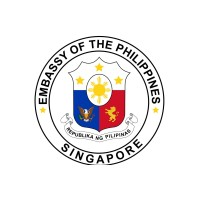 EMBASSY OF THE PHILIPPINES
REPUBLIKA NG PILIPINAS
SINGAPORE